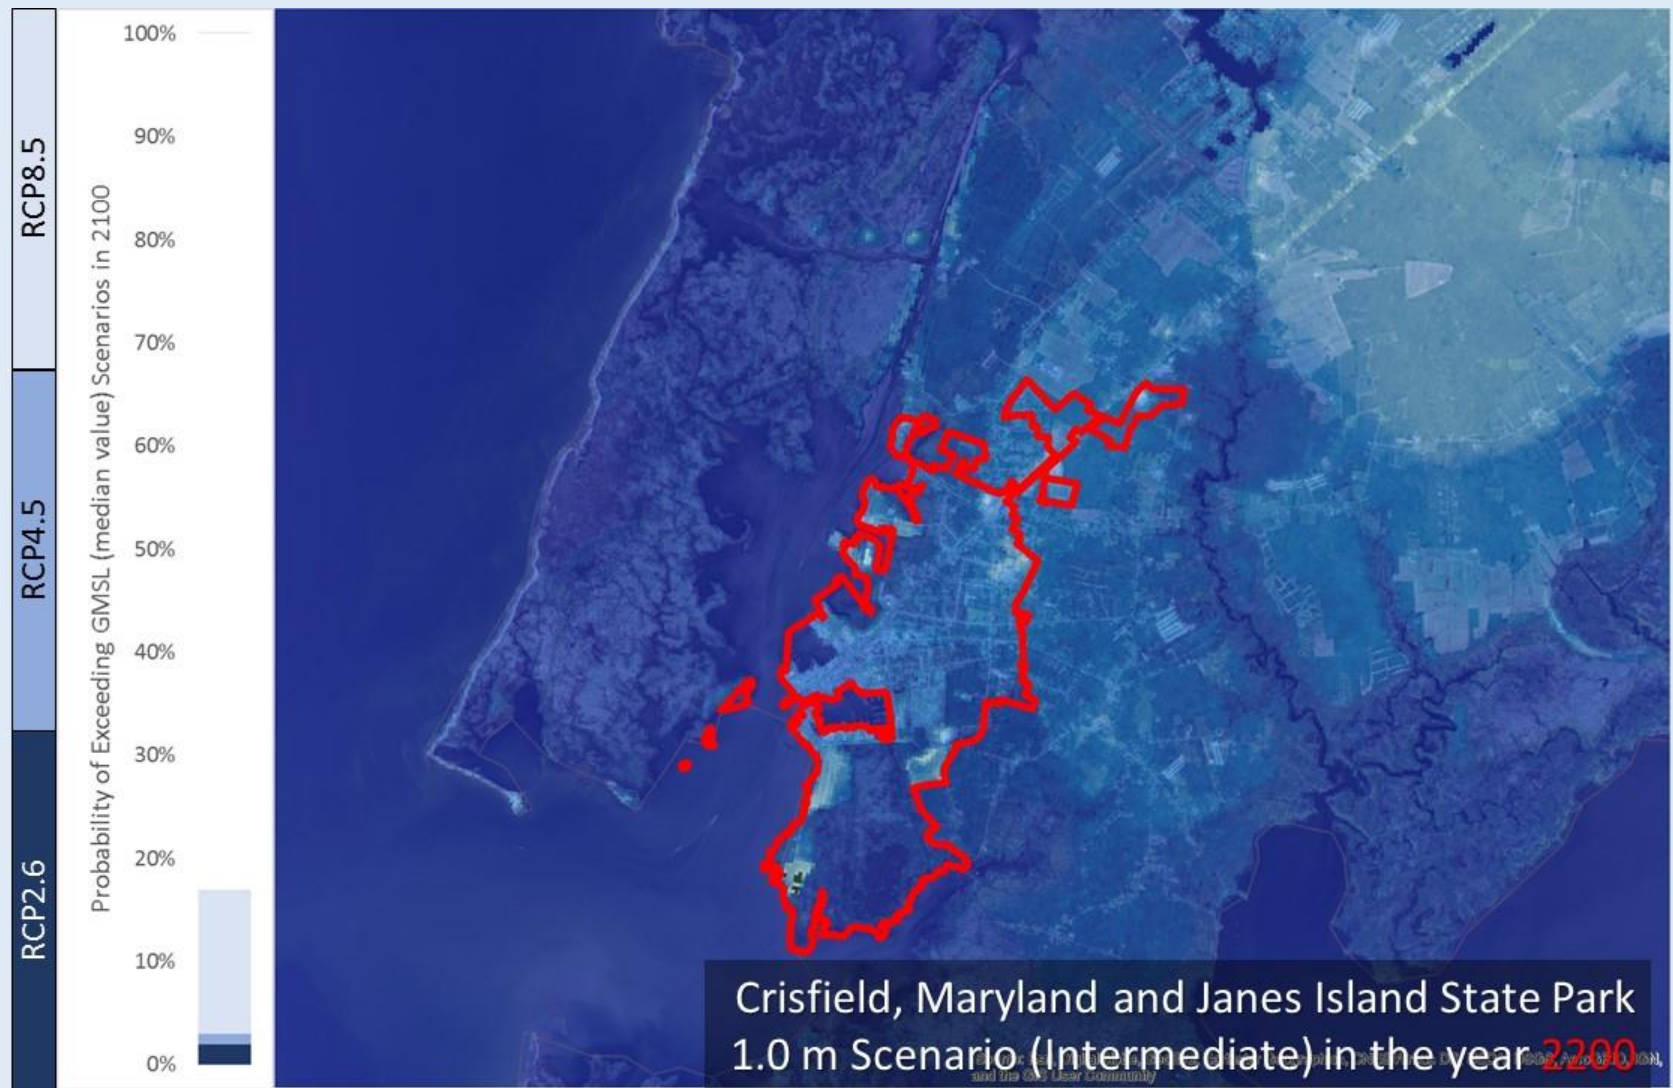 RCP8.5
RCP4.5
RCP2.6
Probability of Exceeding GMSL (median value) Scenarios in 2100
100%
90%
80%
70%
60%
50%
40%
30%
20%
10%
0%
Crisfield, Maryland and Janes Island State Park
1.0 m Scenario (Intermediate) in the year 2200
and the GIS User Community